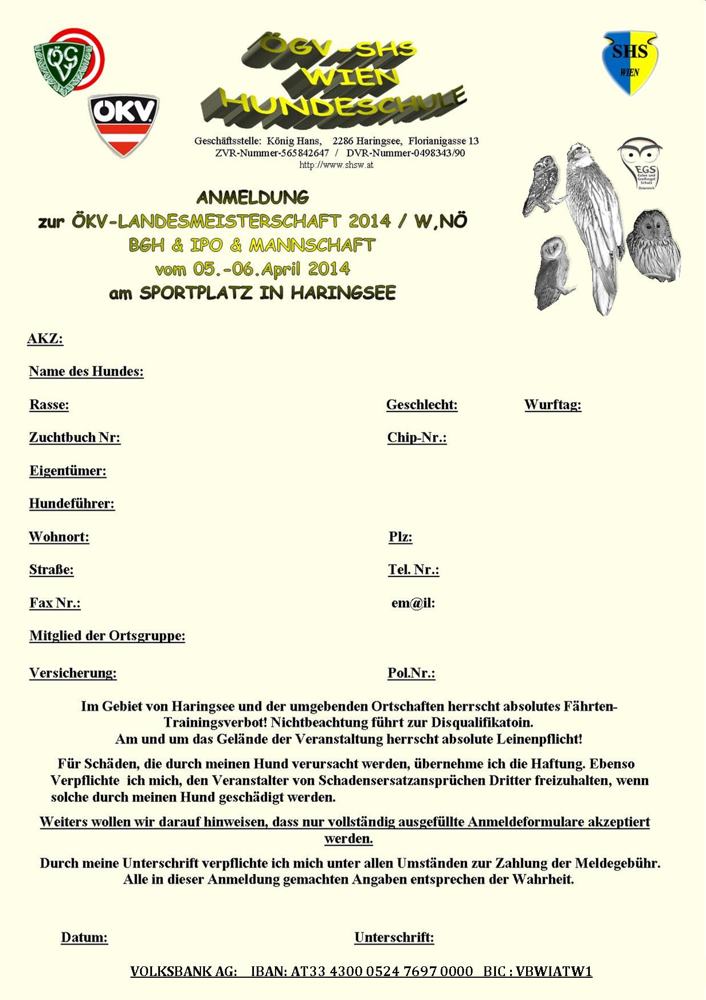 ÖGV
ÖKV
ÖGV-SHS
WIEN
HUNDESCHULE
SHS
WIEN
Geschäftsstelle: König Hans, 2286 Haringsee, Florianigasse 13
ZVR-Nummer-565842647 / DVR-Nummer-0498343/90
http://www.shsw.at
EGS
Eulen und
Greifvogel
Schutz
Österreich
ANMELDUNG
zur ÖKV-LANDESMEISTERSCHAFT 2014 / W,NÖ
BGH & IPO & MANNSCHAFT
vom 05.-06.April 2014
am SPORTPLATZ IN HARINGSEE
AKZ:
Name des Hundes:
Rasse: Geschlecht: Wurftag:
Zuchtbuch Nr: Chip-Nr.:
Eigentümer:
Hundeführer:
Wohnort: Plz:
Straße: Tel. Nr.:
Fax Nr.: em@il:
Mitglied der Ortsgruppe:
Versicherung: Pol.Nr.:
Im Gebiet von Haringsee und der umgebenden Ortschaften herrscht absolutes Fährten-
Trainingsverbot! Nichtbeachtung führt zur Disqualifikatoin.
Am und um das Gelände der Veranstaltung herrscht absolute Leinenpflicht!
Für Schäden, die durch meinen Hund verursacht werden, übernehme ich die Haftung. Ebenso
Verpflichte ich mich, den Veranstalter von Schadensersatzansprüchen Dritter freizuhalten, wenn
solche durch meinen Hund geschädigt werden.
Weiters wollen wir darauf hinweisen, dass nur vollständig ausgefüllte Anmeldeformulare akzeptiert
werden.
Durch meine Unterschrift verpflichte ich mich unter allen Umständen zur Zahlung der Meldegebühr.
Alle in dieser Anmeldung gemachten Angaben entsprechen der Wahrheit.
Datum: Unterschrift:
VOLKSBANK AG: IBAN: AT33 4300 0524 7697 0000 BIC : VBWIATW1